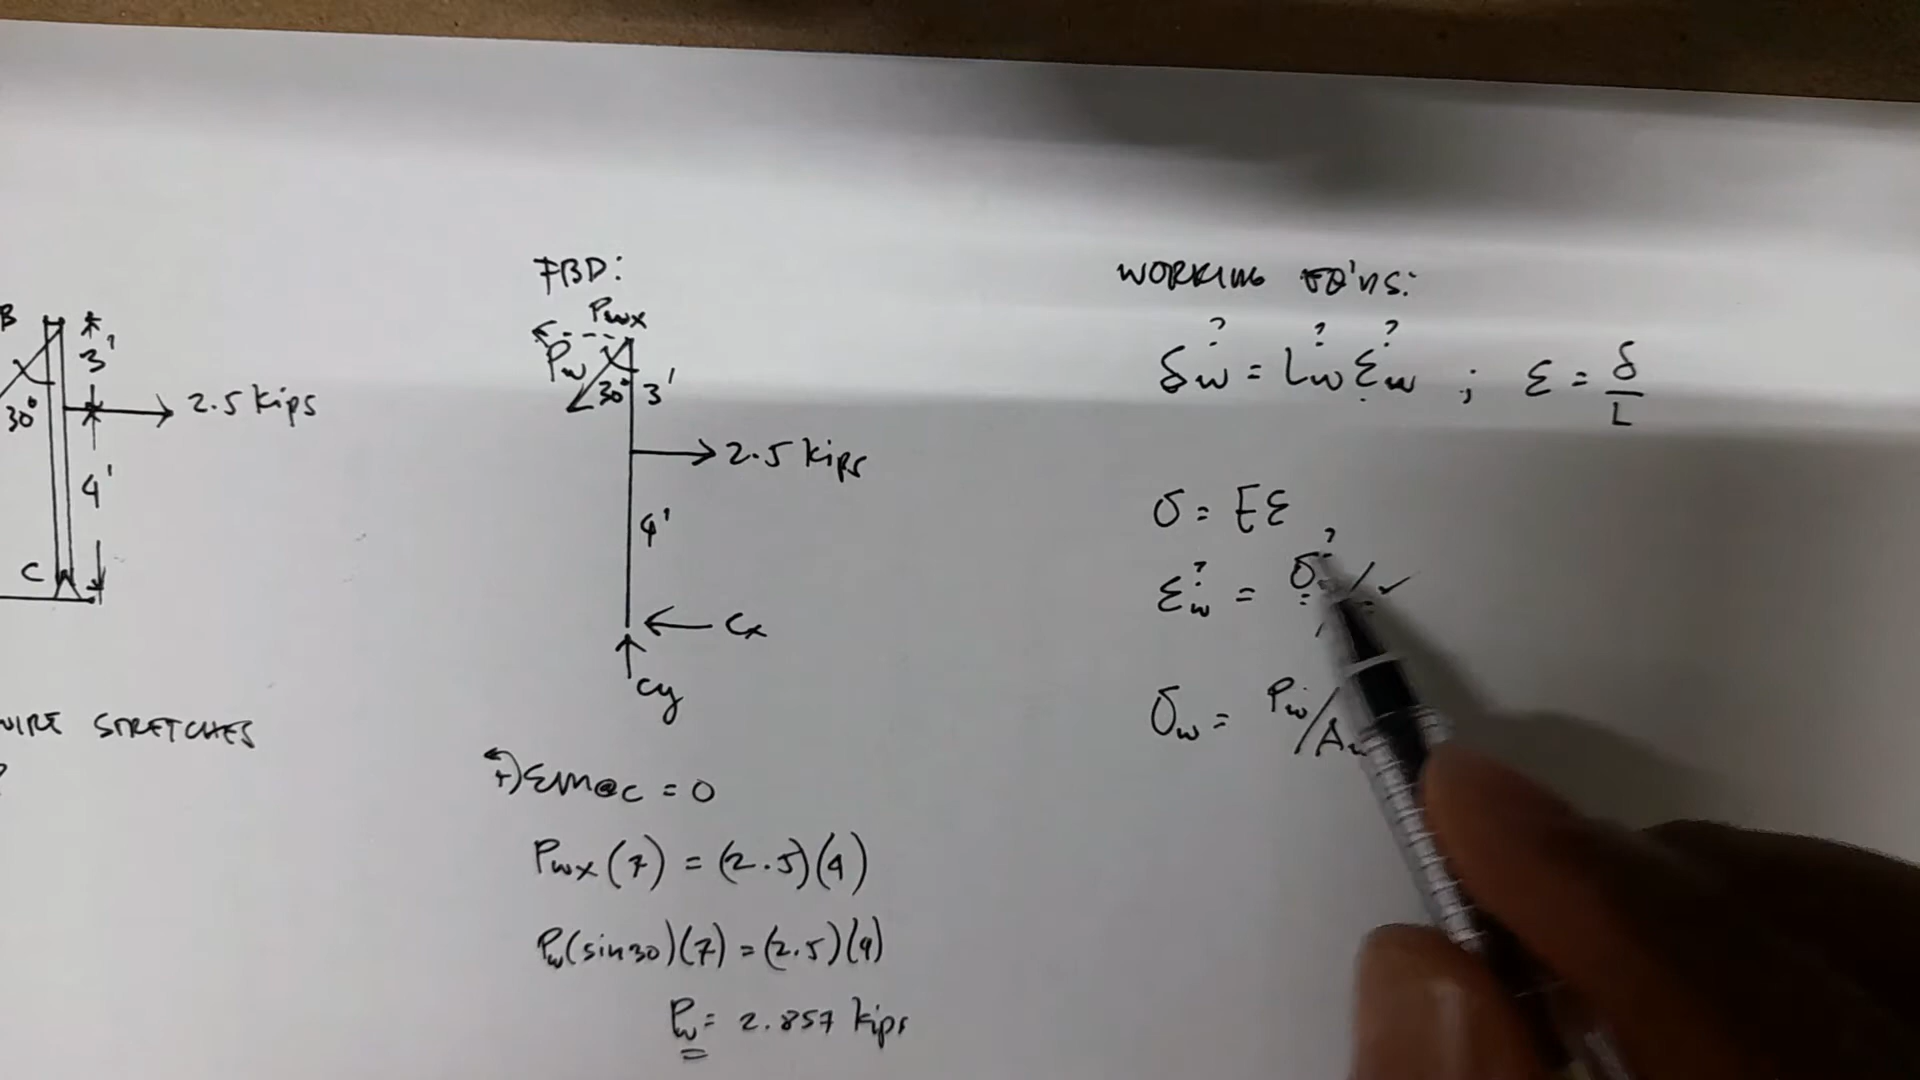 B
3'
30°
2.5 kips
4'
C
WIRE STRETCHES
?
FBD:
Pwx
Pw
30°
3'
2.5 kips
4'
Cx
Cy
+) ΣM@C = 0
Pwx (7) = (2.5)(4)
Pw(sin30)(7) = (2.5)(4)
Pw = 2.857 kips
WORKING EQ'NS:
? ? ?
δw = Lw εw ; ε = δ/L
σ = Eε
? ?
εw = σ / ✓
σw = Pw/Aw